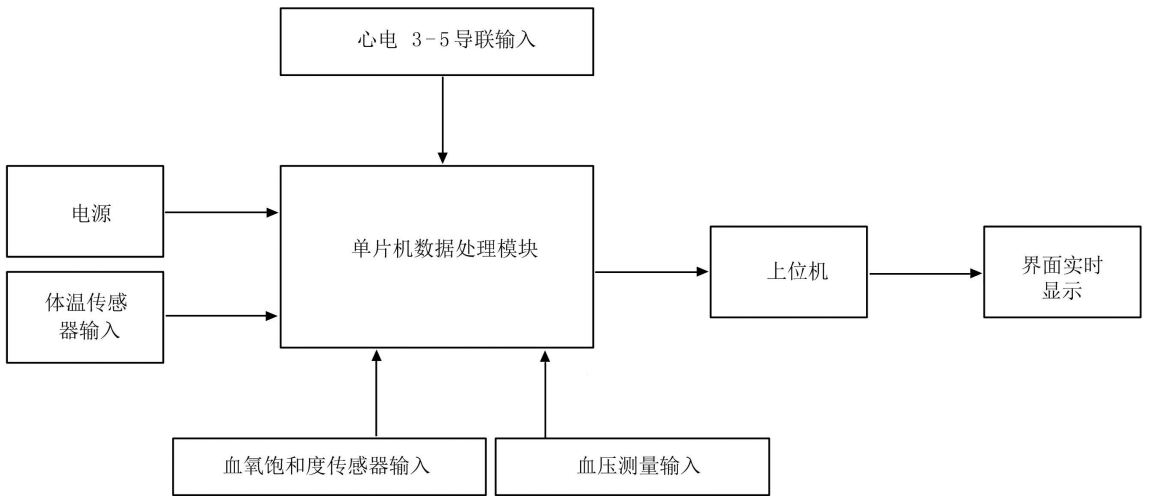 心电 3-5导联输入
电源
单片机数据处理模块
上位机
界面实时
显示
体温传感
器输入
血氧饱和度传感器输入
血压测量输入